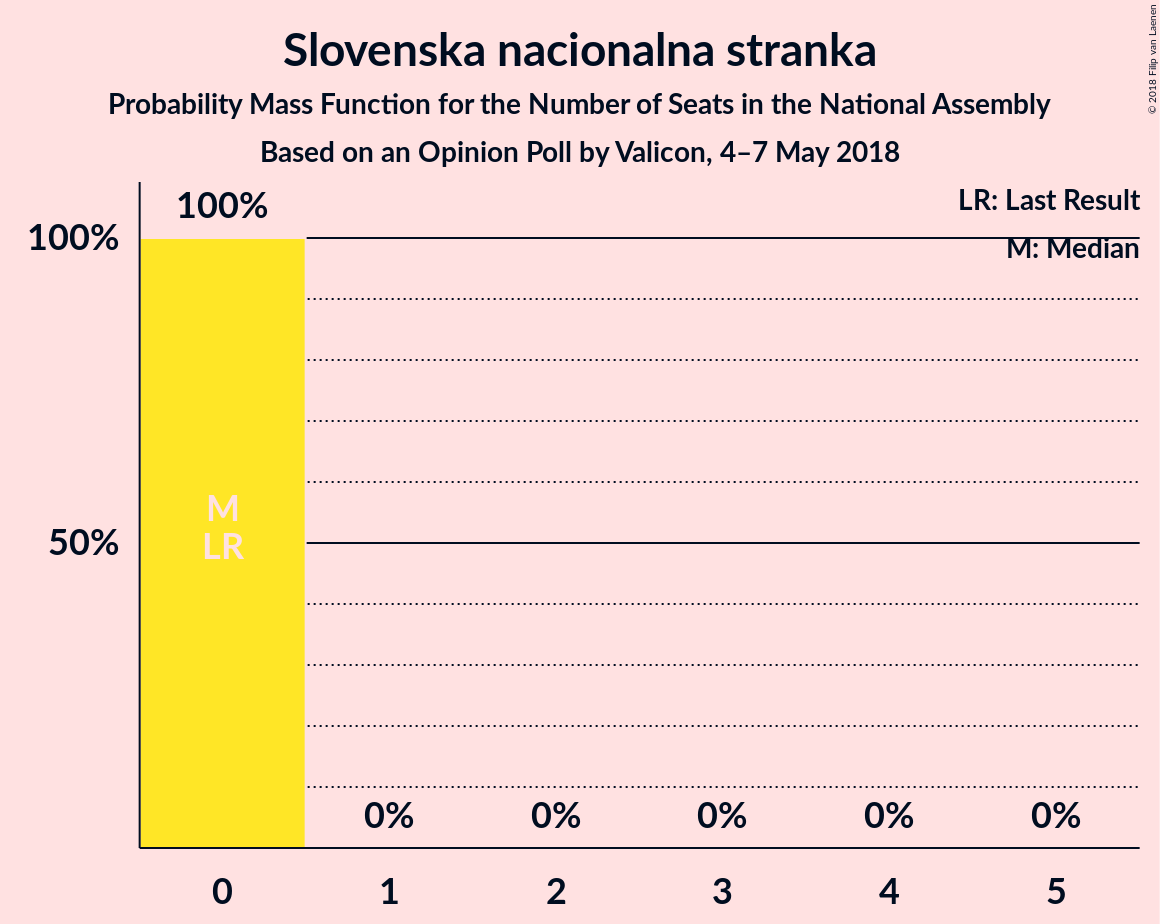 Slovenska nacionalna stranka
Probability Mass Function for the Number of Seats in the National Assembly
Based on an Opinion Poll by Valicon, 4–7 May 2018
© 2018 Filip van Laenen
LR: Last Result
M: Median
100%
100%
50%
M
LR
0% 0% 0% 0% 0%
0 1 2 3 4 5